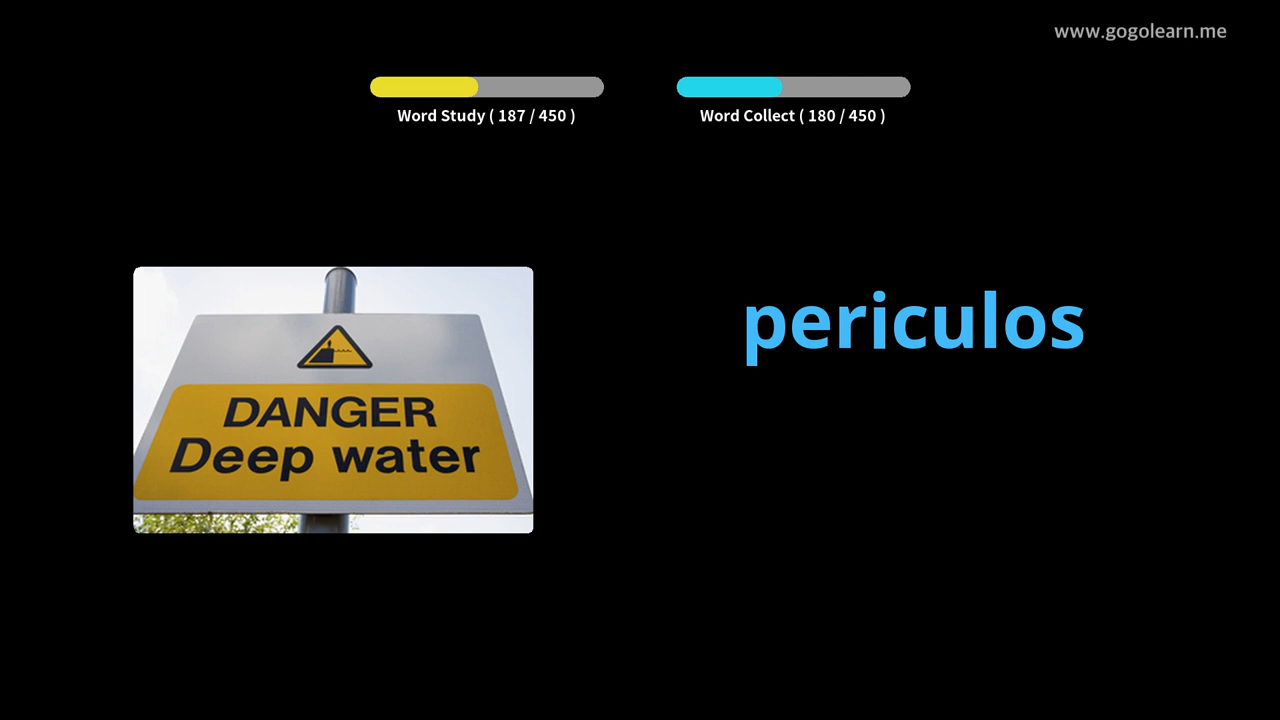 www.gogolearn.me
Word Study ( 187 / 450 )
Word Collect ( 180 / 450 )
DANGER
Deep water
periculos